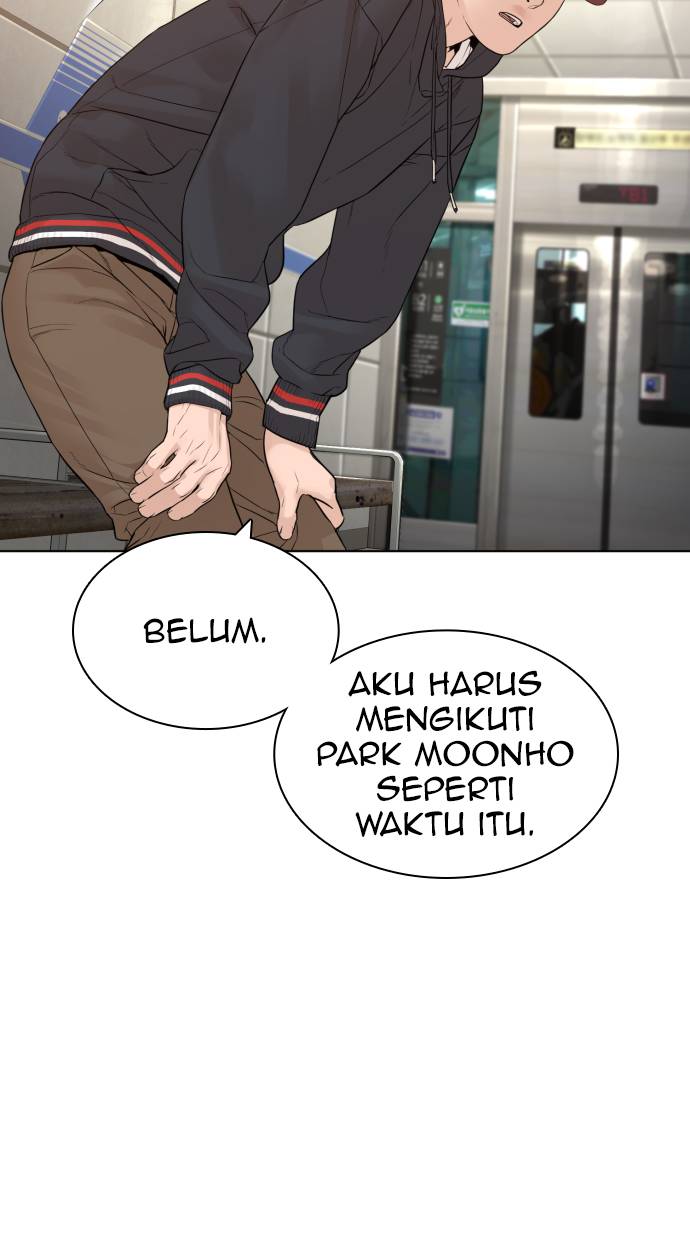 BELUM.
AKU HARUS
MENGIKUTI
PARK MOONHO
SEPERTI
WAKTU ITU.